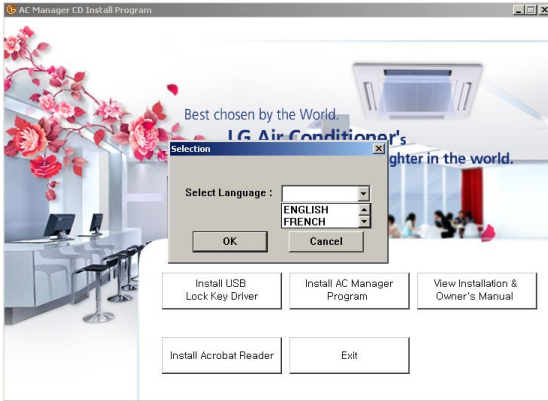 AC Manager CD Install Program
Best chosen by the World.
LG Air Conditioner's
ghter in the world.
Selection
Select Language :
ENGLISH
FRENCH
OK
Cancel
Install USB
Lock Key Driver
Install AC Manager
Program
View Installation &
Owner's Manual
Install Acrobat Reader
Exit